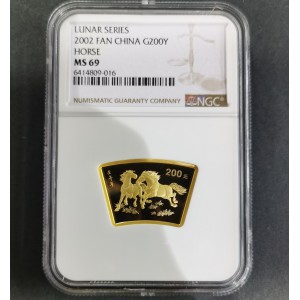 LUNAR SERIES
2002 FAN CHINA G200Y
HORSE
MS 69
6414809-016
NUMISMATIC GUARANTY COMPANY
NGC
200元